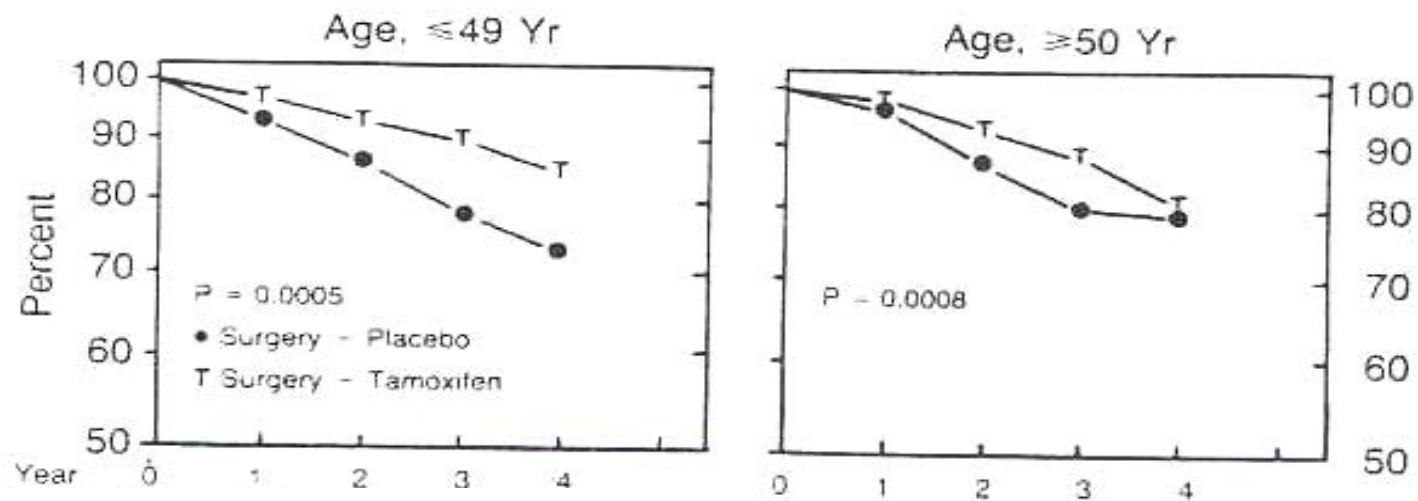 Age, ≤49 Yr
Age, ≥50 Yr
Percent
100
90
80
70
60
50
P = 0.0005
● Surgery - Placebo
T Surgery - Tamoxifen
Year 0 1 2 3 4
P - 0.0008
100
90
80
70
60
50
0 1 2 3 4